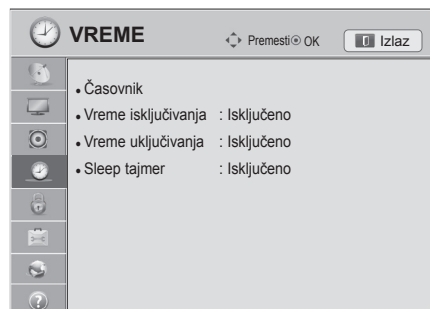 VREME
Premesti OK
Izlaz
• Časovnik
• Vreme isključivanja : Isključeno
• Vreme uključivanja : Isključeno
• Sleep tajmer : Isključeno
?